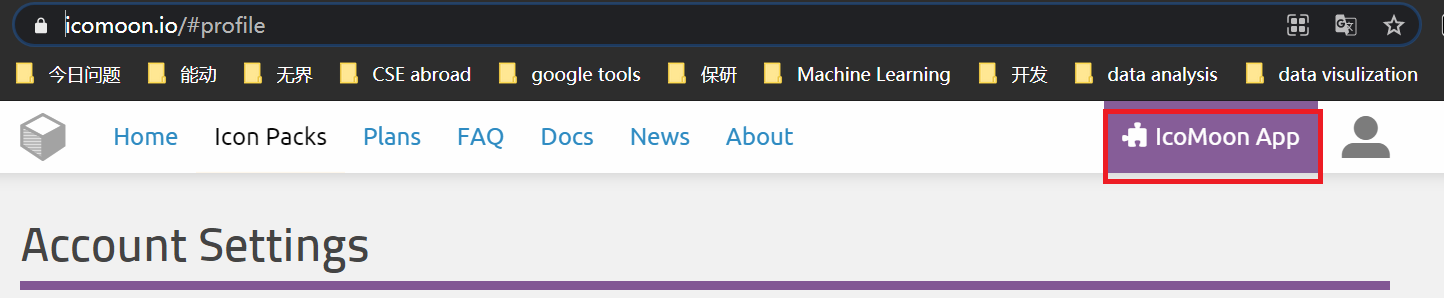 icomoon.io/#profile
今日问题 能动 无界 CSE abroad google tools 保研 Machine Learning 开发 data analysis data visulization
Home Icon Packs Plans FAQ Docs News About IcoMoon App
Account Settings